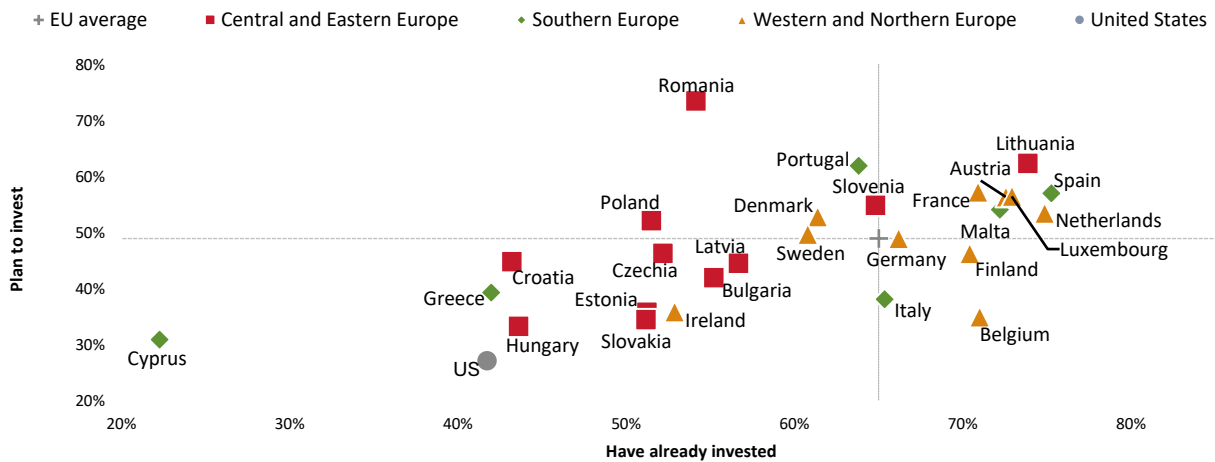 EU average Central and Eastern Europe Southern Europe Western and Northern Europe United States
80%
70%
60%
50%
40%
30%
20%
Plan to invest
Romania
Lithuania
Portugal
Austria
Spain
Slovenia
France
Poland
Denmark
Netherlands
Malta
Luxembourg
Latvia
Sweden
Germany
Czechia
Finland
Croatia
Bulgaria
Greece
Estonia
Italy
Ireland
Slovakia
Belgium
Hungary
Cyprus
US
20% 30% 40% 50% 60% 70% 80%
Have already invested